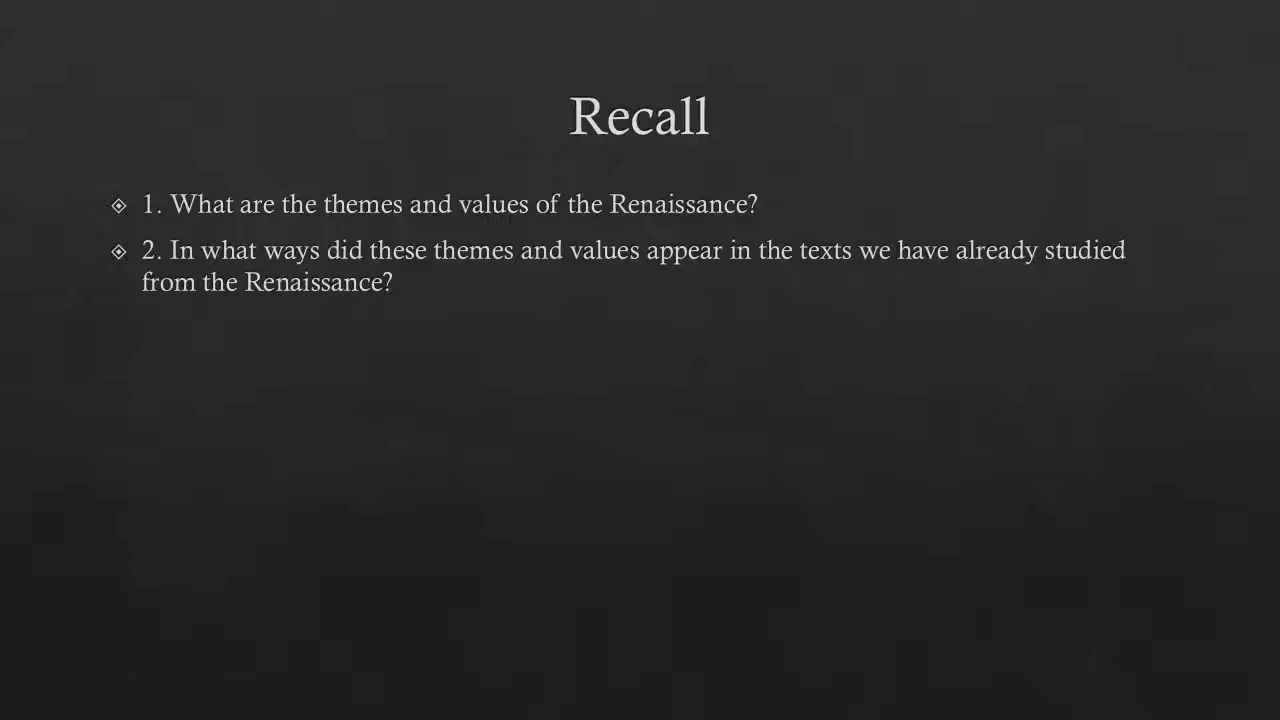 Recall
1. What are the themes and values of the Renaissance?
2. In what ways did these themes and values appear in the texts we have already studied
from the Renaissance?